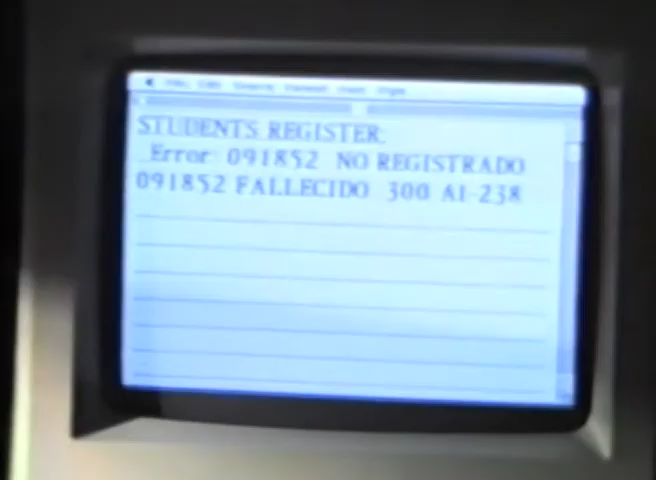 STUDENTS REGISTER:
Error: 091852 NO REGISTRADO
091852 FALLECIDO 300 A1-238